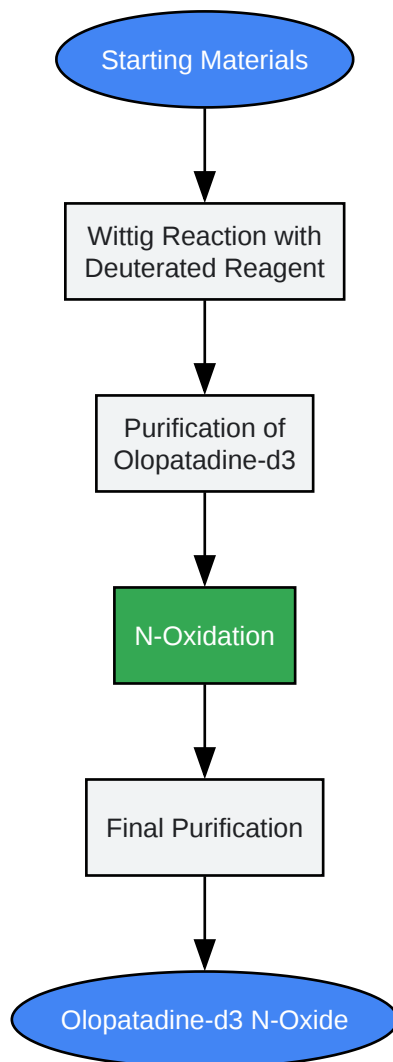 Starting Materials
Wittig Reaction with
Deuterated Reagent
Purification of
Olopatadine-d3
N-Oxidation
Final Purification
Olopatadine-d3 N-Oxide